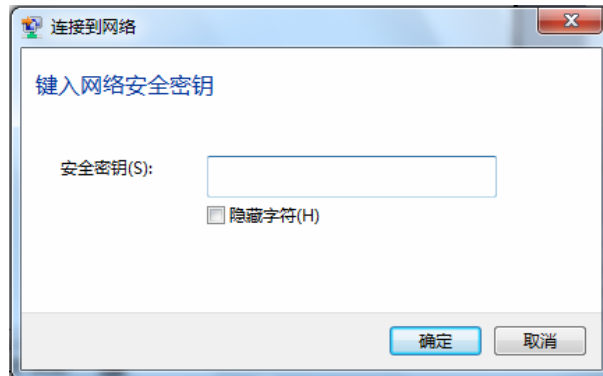 连接到网络
键入网络安全密钥
安全密钥(S):
隐藏字符(H)
确定
取消